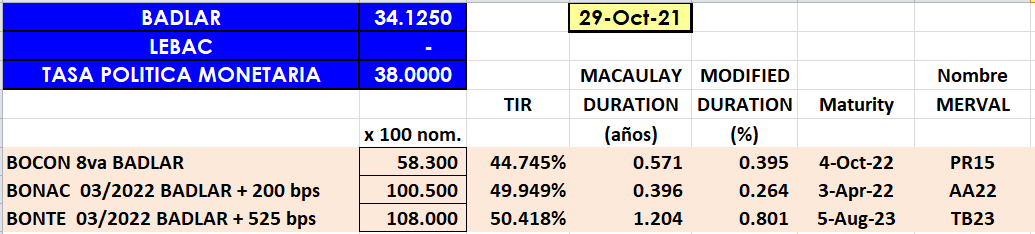 BADLAR 34.1250 29-Oct-21
LEBAC -
TASA POLITICA MONETARIA 38.0000 MACAULAY MODIFIED Nombre
TIR DURATION DURATION Maturity MERVAL
x 100 nom. (años) (%)
BOCON 8va BADLAR 58.300 44.745% 0.571 0.395 4-Oct-22 PR15
BONAC 03/2022 BADLAR + 200 bps 100.500 49.949% 0.396 0.264 3-Apr-22 AA22
BONTE 03/2022 BADLAR + 525 bps 108.000 50.418% 1.204 0.801 5-Aug-23 TB23